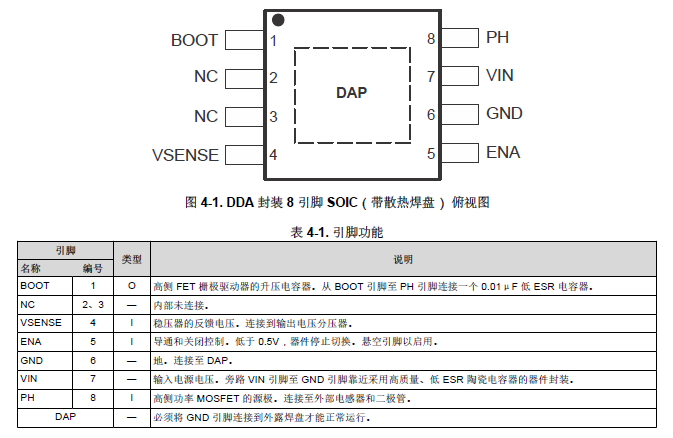 BOOT 1 8 PH
NC 2 7 VIN
DAP
NC 3 6 GND
VSENSE 4 5 ENA
图 4-1. DDA 封装 8 引脚 SOIC（带散热焊盘） 俯视图
表 4-1. 引脚功能
引脚 类型 说明
名称 编号
BOOT 1 O 高侧 FET 栅极驱动器的升压电容器。从 BOOT 引脚至 PH 引脚连接一个 0.01μF 低 ESR 电容器。
NC 2、3 — 内部未连接。
VSENSE 4 I 稳压器的反馈电压。连接到输出电压分压器。
ENA 5 I 导通和关闭控制。低于 0.5V，器件停止切换。悬空引脚以启用。
GND 6 — 地。连接至 DAP。
VIN 7 — 输入电源电压。旁路 VIN 引脚至 GND 引脚靠近采用高质量、低 ESR 陶瓷电容器的器件封装。
PH 8 I 高侧功率 MOSFET 的源极。连接至外部电感器和二极管。
DAP — 必须将 GND 引脚连接到外露焊盘才能正常运行。